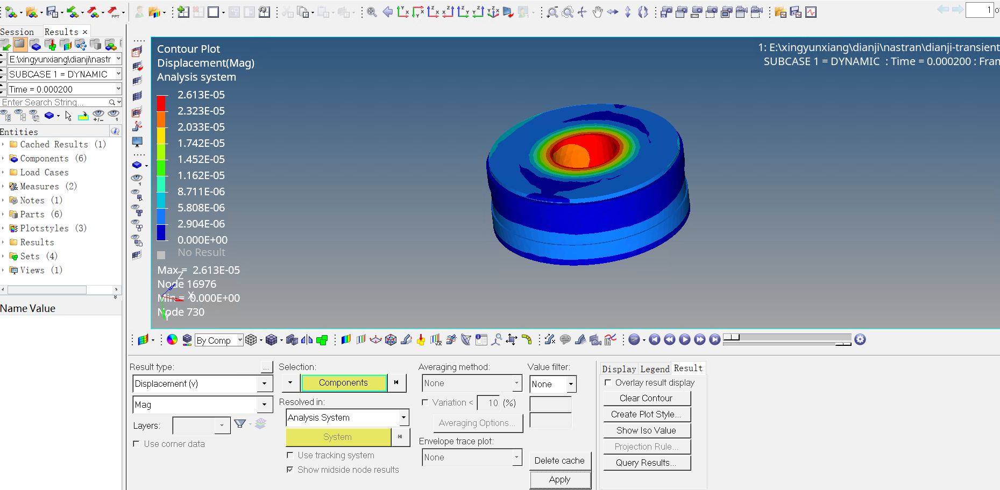 PPT
1
Session
Results ×
E:\xingyunxiang\dianji\nastr
SUBCASE 1 = DYNAMIC
Time = 0.000200
Enter Search String...
Entities
Cached Results (1)
Components (6)
Load Cases
Measures (2)
Notes (1)
Parts (6)
Plotstyles (3)
Results
Sets (4)
Views (1)
Name Value
Contour Plot
Displacement(Mag)
Analysis system
2.613E-05
2.323E-05
2.033E-05
1.742E-05
1.452E-05
1.162E-05
8.711E-06
5.808E-06
2.904E-06
0.000E+00
No Result
Max = 2.613E-05
Node 16976
Min = 0.000E+00
Node 730
Z
X
Y
1: E:\xingyunxiang\dianji\nastran\dianji-transient
SUBCASE 1 = DYNAMIC : Time = 0.000200 : Fran
By Comp
Result type:
...
Displacement (v)
Mag
Layers:
Use corner data
Selection:
Components
Resolved in:
Analysis System
System
Use tracking system
Show midside node results
Averaging method:
None
Variation < 10 (%)
Averaging Options...
Envelope trace plot:
None
Value filter:
None
Delete cache
Apply
Display Legend Result
Overlay result display
Clear Contour
Create Plot Style...
Show Iso Value
Projection Rule...
Query Results...